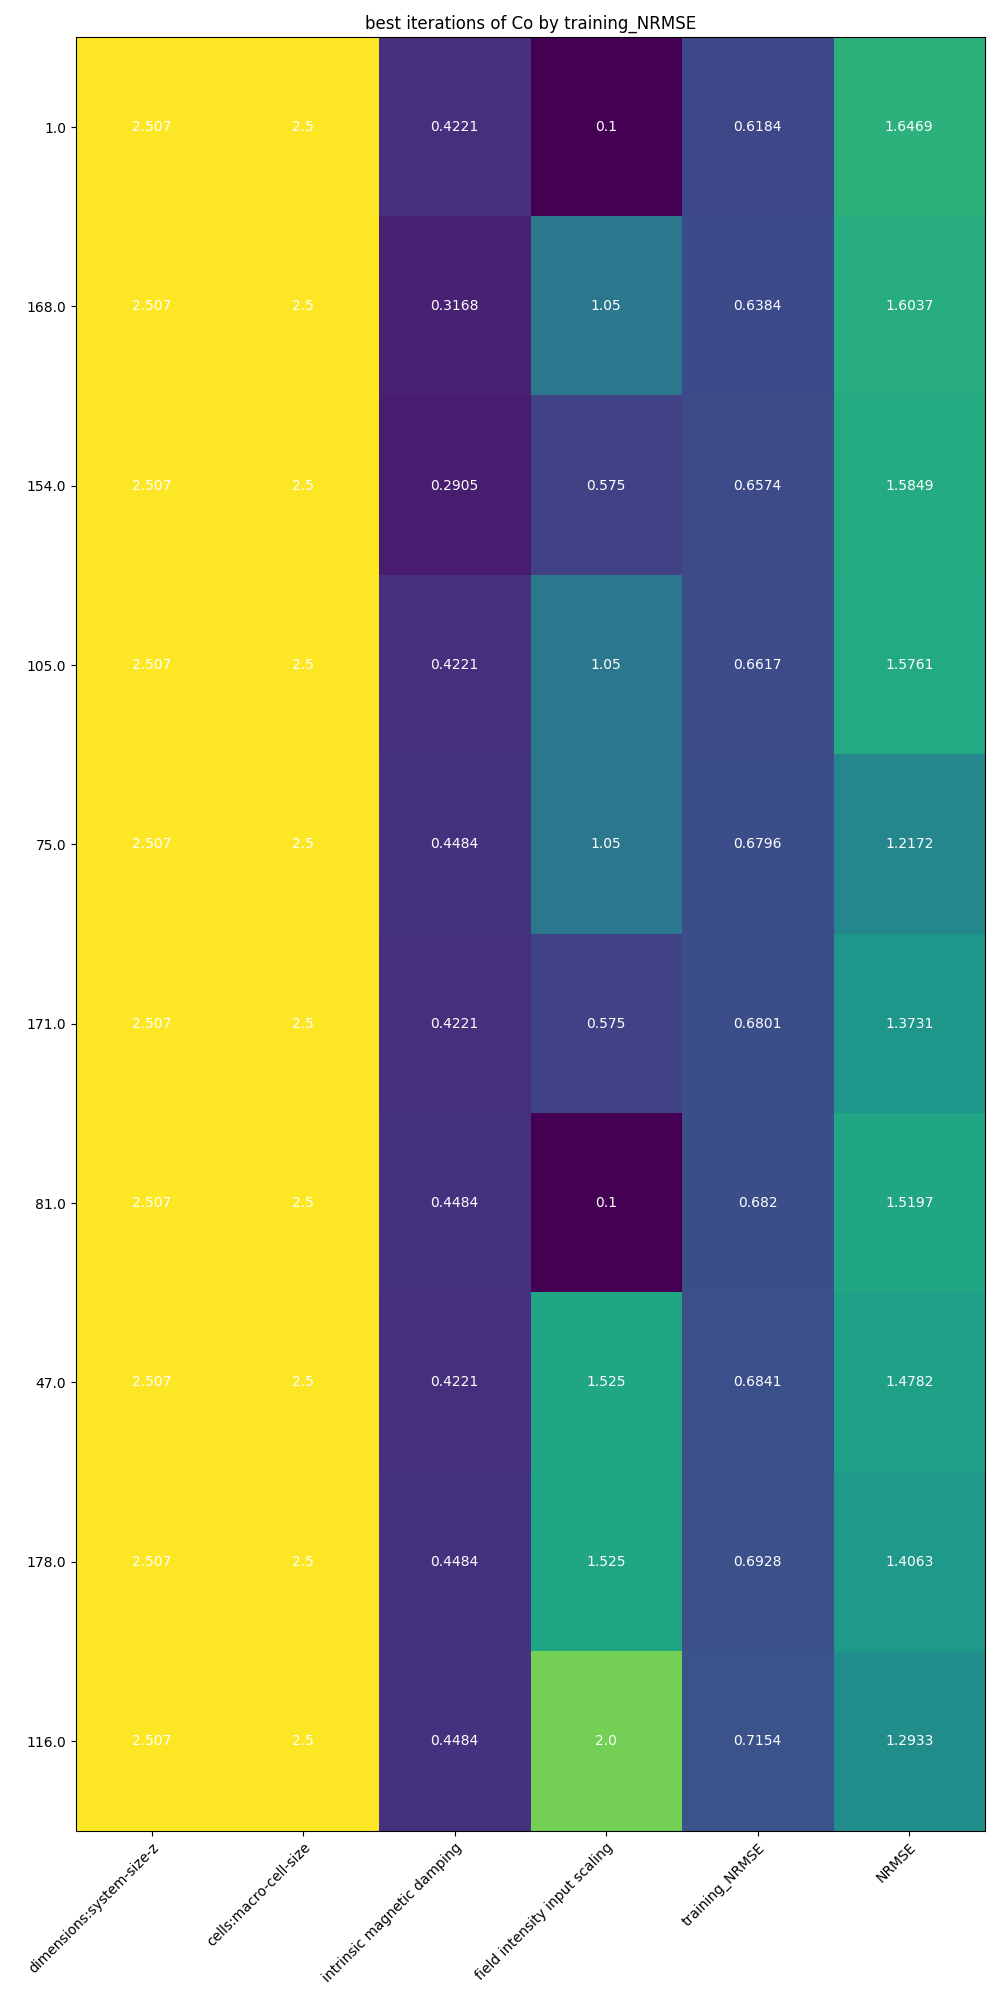 best iterations of Co by training_NRMSE
1.0 2.507 2.5 0.4221 0.1 0.6184 1.6469
168.0 2.507 2.5 0.3168 1.05 0.6384 1.6037
154.0 2.507 2.5 0.2905 0.575 0.6574 1.5849
105.0 2.507 2.5 0.4221 1.05 0.6617 1.5761
75.0 2.507 2.5 0.4484 1.05 0.6796 1.2172
171.0 2.507 2.5 0.4221 0.575 0.6801 1.3731
81.0 2.507 2.5 0.4484 0.1 0.682 1.5197
47.0 2.507 2.5 0.4221 1.525 0.6841 1.4782
178.0 2.507 2.5 0.4484 1.525 0.6928 1.4063
116.0 2.507 2.5 0.4484 2.0 0.7154 1.2933
dimensions:system-size-z
cells:macro-cell-size
intrinsic magnetic damping
field intensity input scaling
training_NRMSE
NRMSE